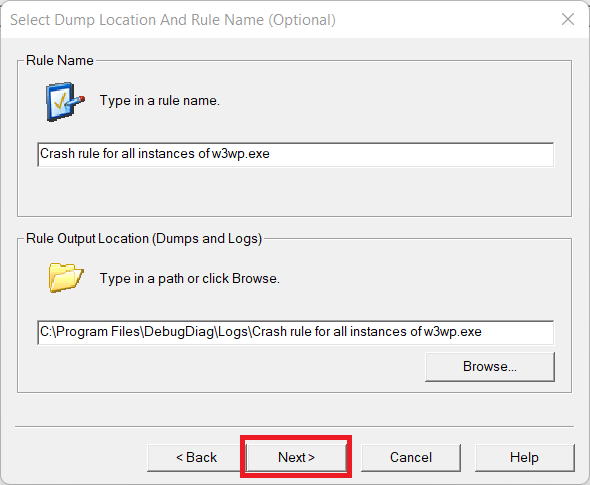 Select Dump Location And Rule Name (Optional)
Rule Name
Type in a rule name.
Crash rule for all instances of w3wp.exe
Rule Output Location (Dumps and Logs)
Type in a path or click Browse.
C:\Program Files\DebugDiag\Logs\Crash rule for all instances of w3wp.exe
Browse...
< Back
Next >
Cancel
Help